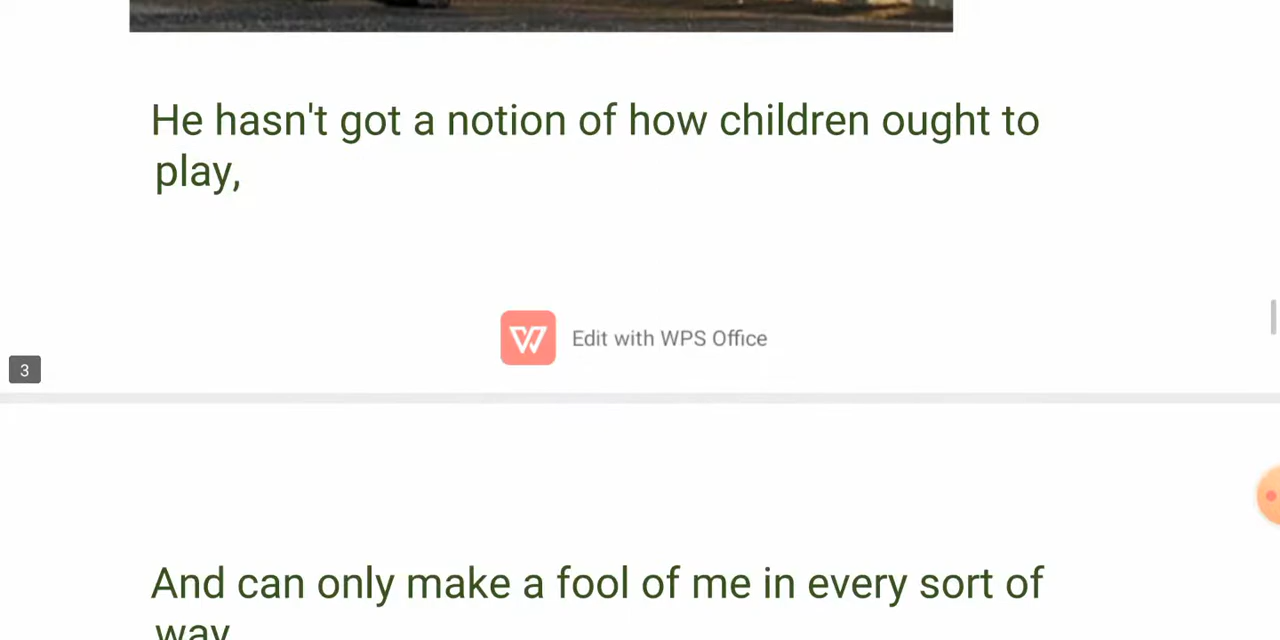 He hasn't got a notion of how children ought to
play,
Edit with WPS Office
3
And can only make a fool of me in every sort of
way